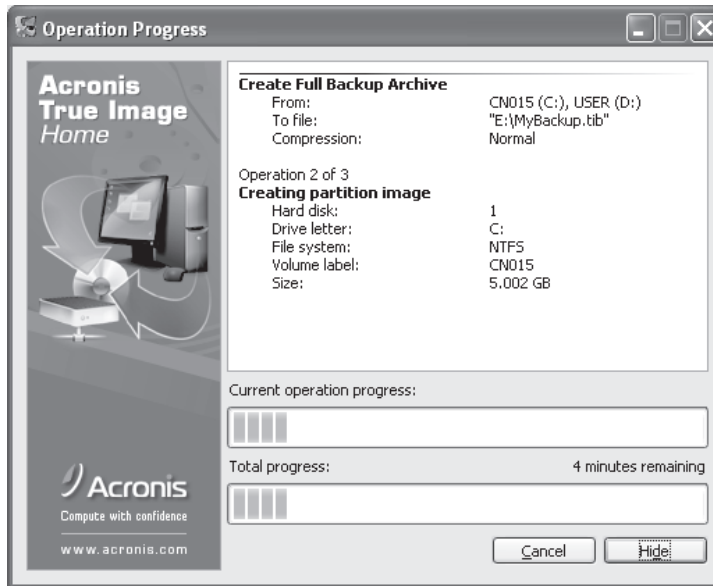 Operation Progress
Acronis
True Image
Home
Create Full Backup Archive
From: CN015 (C:), USER (D:)
To file: "E:\MyBackup.tib"
Compression: Normal
Operation 2 of 3
Creating partition image
Hard disk: 1
Drive letter: C:
File system: NTFS
Volume label: CN015
Size: 5.002 GB
Current operation progress:
Total progress: 4 minutes remaining
Acronis
Compute with confidence
www.acronis.com
Cancel Hide